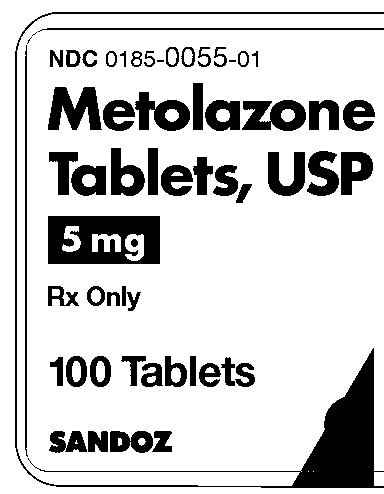 NDC 0185-0055-01
Metolazone
Tablets, USP
5 mg
Rx Only
100 Tablets
SANDOZ